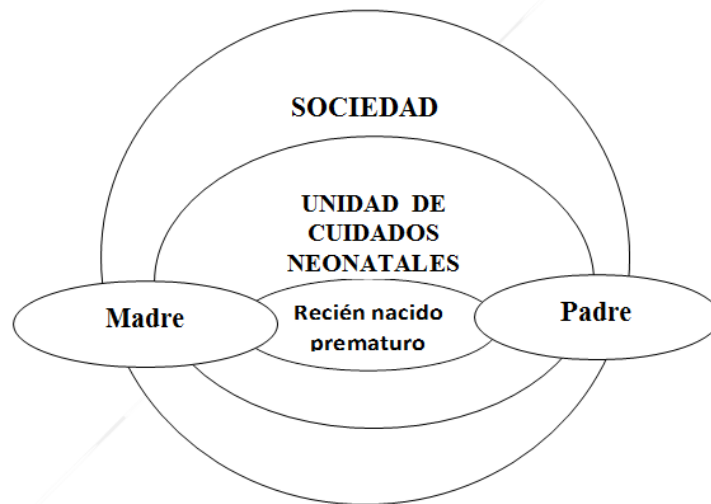 SOCIEDAD
UNIDAD DE
CUIDADOS
NEONATALES
Madre
Recién nacido
prematuro
Padre